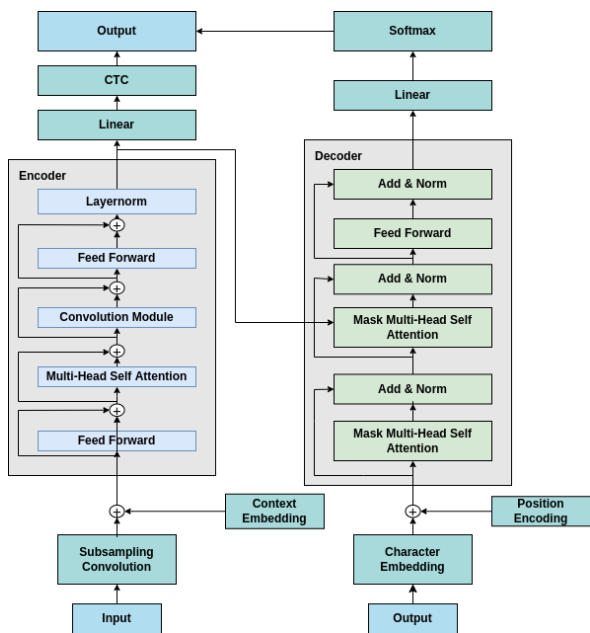 Output
Softmax
CTC
Linear
Linear
Encoder
Layernorm
Feed Forward
Convolution Module
Multi-Head Self Attention
Feed Forward
Decoder
Add & Norm
Feed Forward
Add & Norm
Mask Multi-Head Self
Attention
Add & Norm
Mask Multi-Head Self
Attention
Context
Embedding
Position
Encoding
Subsampling
Convolution
Character
Embedding
Input
Output